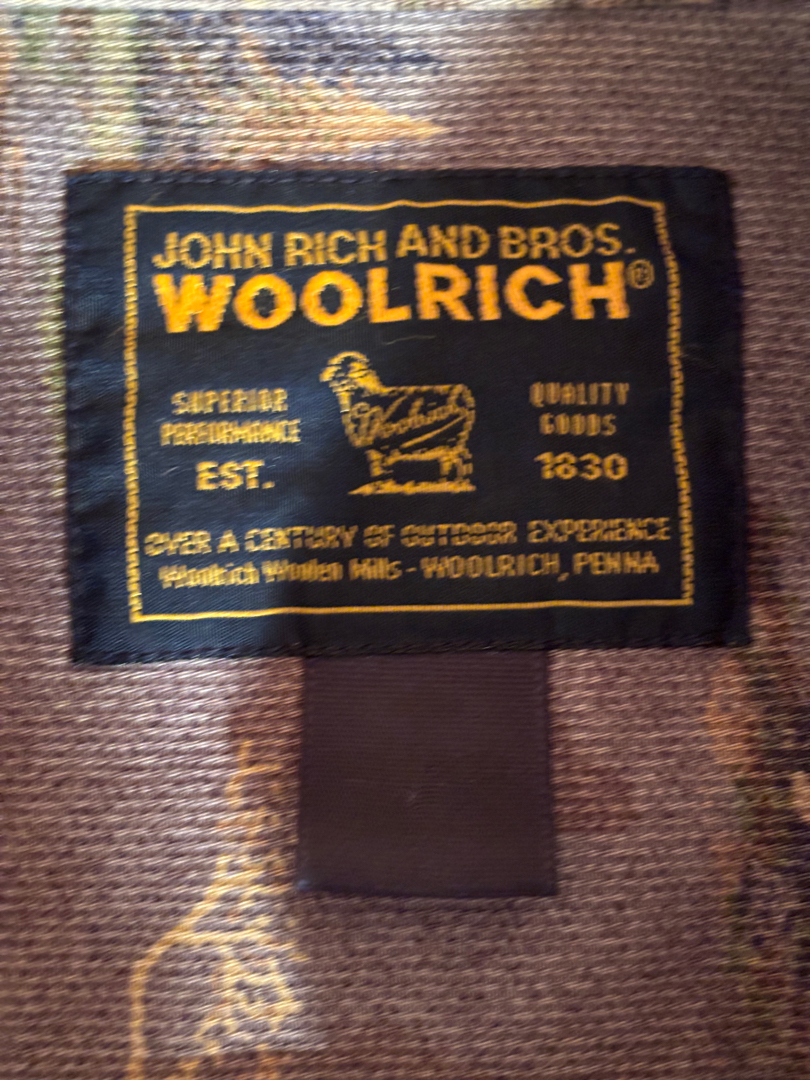 JOHN RICH AND BROS.
WOOLRICH®
SUPERIOR
PERFORMANCE
EST.
Woolrich
QUALITY
GOODS
1830
OVER A CENTURY OF OUTDOOR EXPERIENCE
Woolrich Woolen Mills - WOOLRICH, PENNA